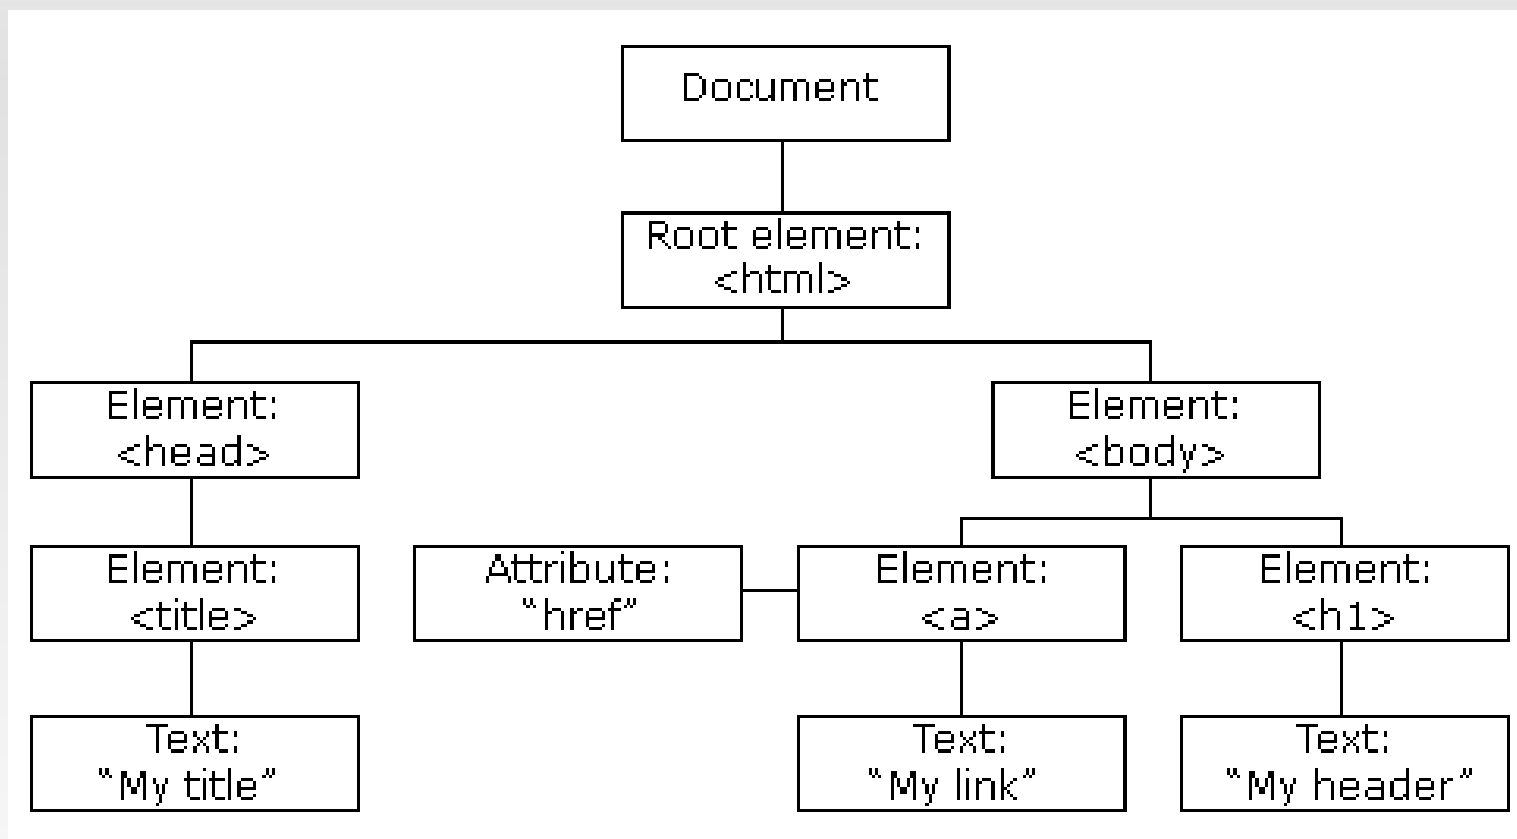 Document
Root element:
<html>
Element:
<head>
Element:
<body>
Element:
<title>
Attribute:
“href”
Element:
<a>
Element:
<h1>
Text:
“My title”
Text:
“My link”
Text:
“My header”